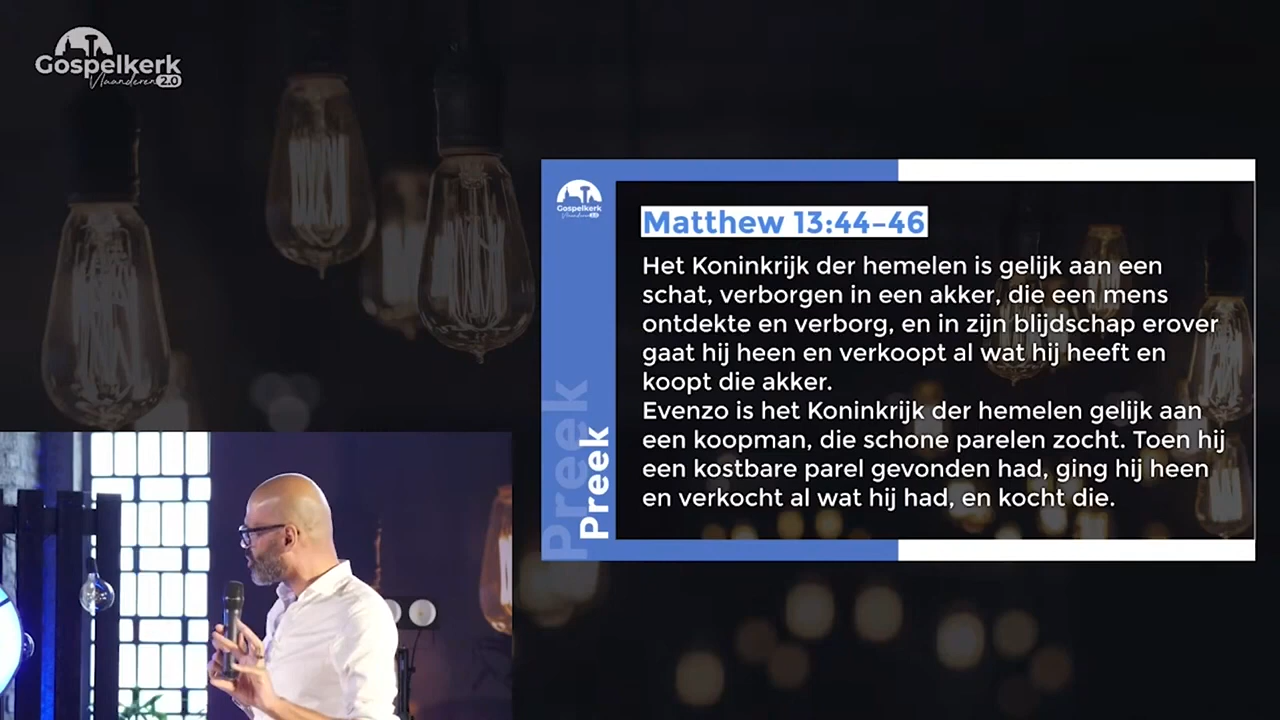 Gospelkerk
Vlaanderen 2.0
Gospelkerk
Vlaanderen 2.0
Matthew 13:44-46
Het Koninkrijk der hemelen is gelijk aan een
schat, verborgen in een akker, die een mens
ontdekte en verborg, en in zijn blijdschap erover
gaat hij heen en verkoopt al wat hij heeft en
koopt die akker.
Evenzo is het Koninkrijk der hemelen gelijk aan
een koopman, die schone parelen zocht. Toen hij
een kostbare parel gevonden had, ging hij heen
en verkocht al wat hij had, en kocht die.
Preek
Preek